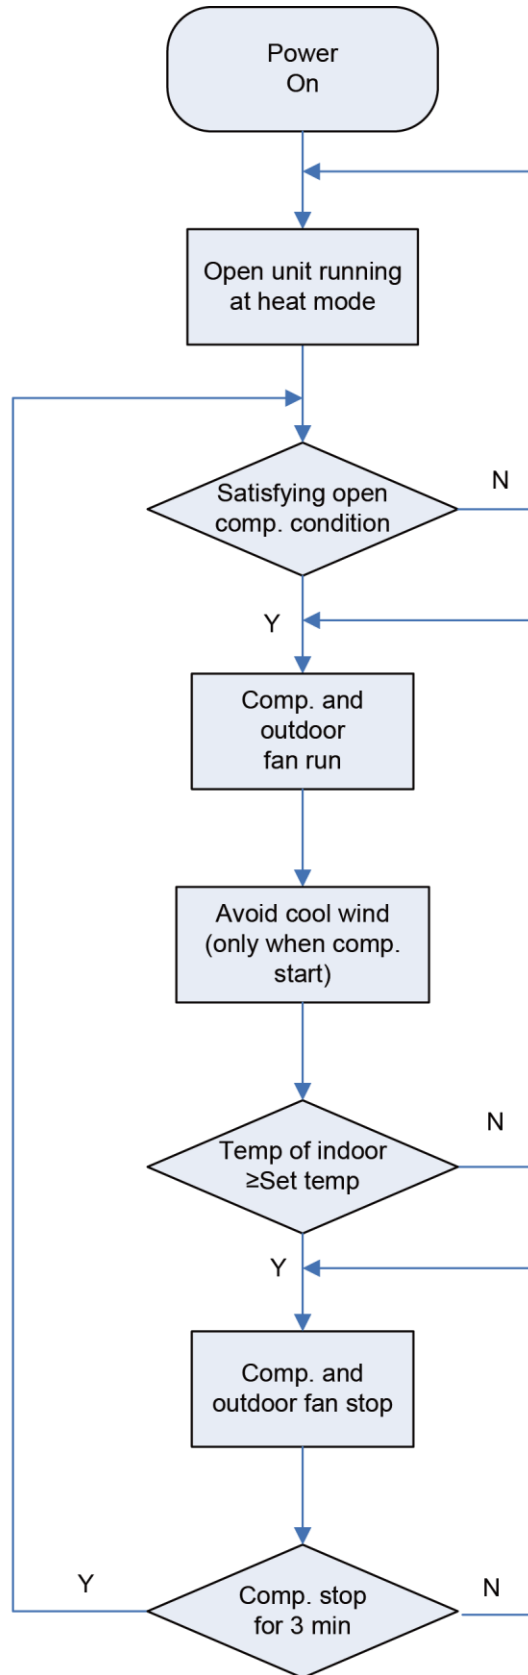 Power
On
Open unit running
at heat mode
Satisfying open
comp. condition
N
Y
Comp. and
outdoor
fan run
Avoid cool wind
(only when comp.
start)
Temp of indoor
≥Set temp
N
Y
Comp. and
outdoor fan stop
Y
Comp. stop
for 3 min
N